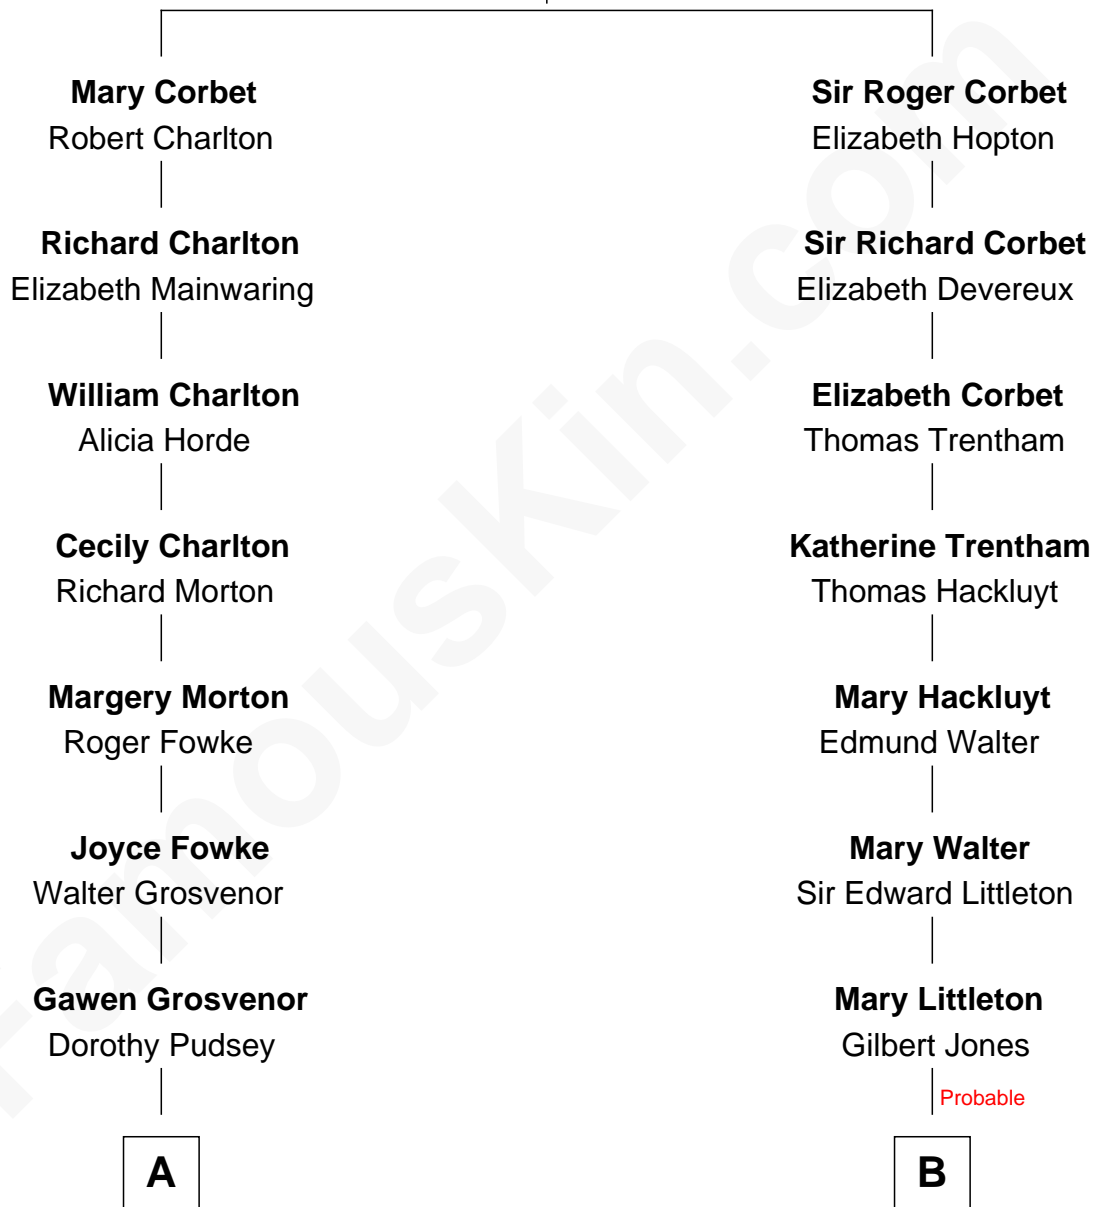 Mary Corbet
Robert Charlton
Richard Charlton
Elizabeth Mainwaring
William Charlton
Alicia Horde
Cecily Charlton
Richard Morton
Margery Morton
Roger Fowke
Joyce Fowke
Walter Grosvenor
Gawen Grosvenor
Dorothy Pudsey
A
Sir Roger Corbet
Elizabeth Hopton
Sir Richard Corbet
Elizabeth Devereux
Elizabeth Corbet
Thomas Trentham
Katherine Trentham
Thomas Hackluyt
Mary Hackluyt
Edmund Walter
Mary Walter
Sir Edward Littleton
Mary Littleton
Gilbert Jones
Probable
B
FamousKin.com